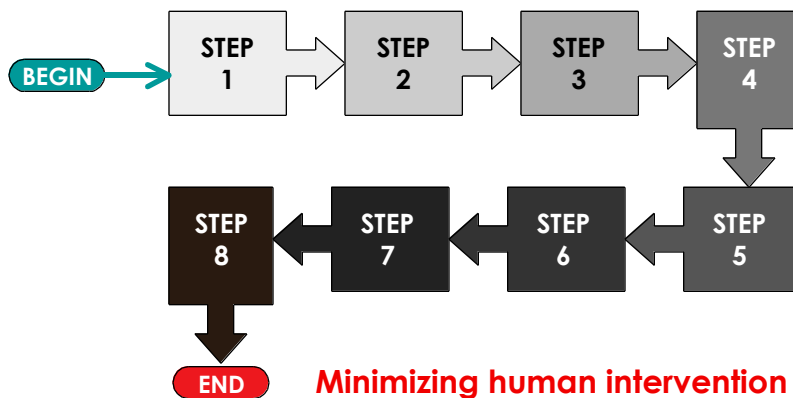 BEGIN
STEP
1
STEP
2
STEP
3
STEP
4
STEP
5
STEP
6
STEP
7
STEP
8
END
Minimizing human intervention